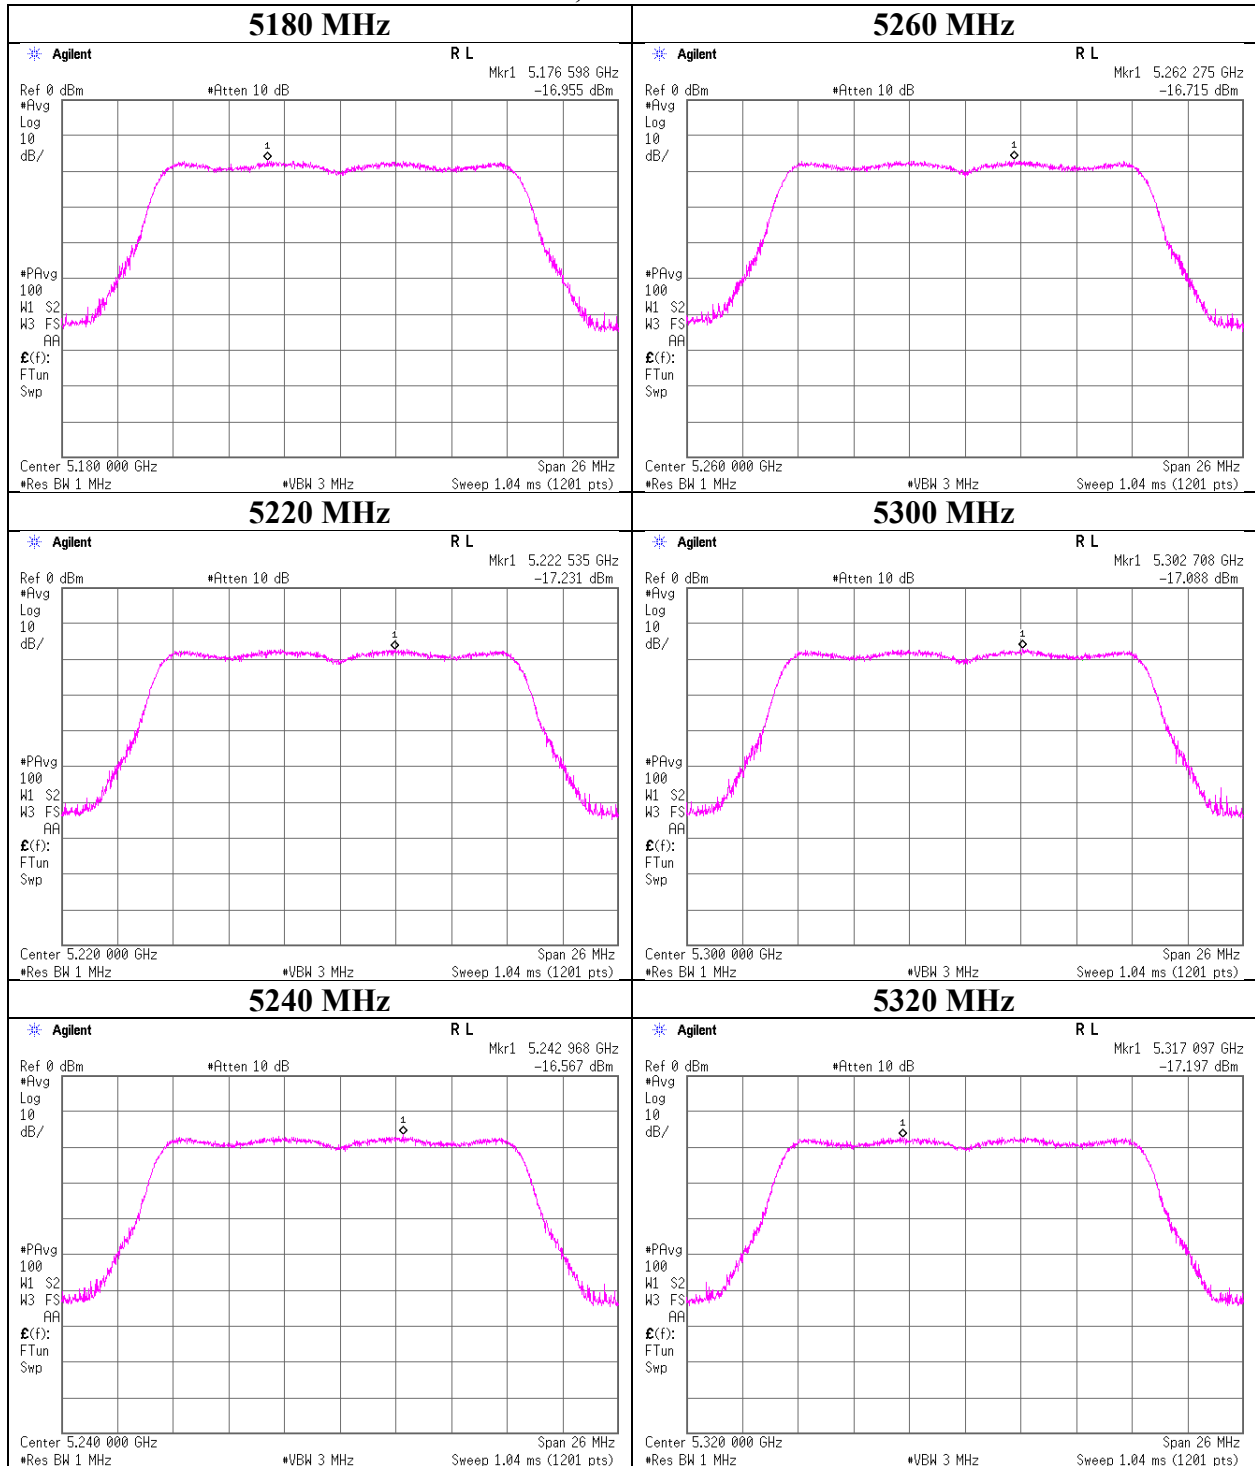 5180 MHz
Agilent R L
Mkr1 5.176 598 GHz
Ref 0 dBm #Atten 10 dB -16.955 dBm
#Avg
Log
10
dB/
1
#PAvg
100
W1 S2
W3 FS
AA
£(f):
FTun
Swp
Center 5.180 000 GHz Span 26 MHz
#Res BW 1 MHz #VBW 3 MHz Sweep 1.04 ms (1201 pts)
5260 MHz
Agilent R L
Mkr1 5.262 275 GHz
Ref 0 dBm #Atten 10 dB -16.715 dBm
#Avg
Log
10
dB/
1
#PAvg
100
W1 S2
W3 FS
AA
£(f):
FTun
Swp
Center 5.260 000 GHz Span 26 MHz
#Res BW 1 MHz #VBW 3 MHz Sweep 1.04 ms (1201 pts)
5220 MHz
Agilent R L
Mkr1 5.222 535 GHz
Ref 0 dBm #Atten 10 dB -17.231 dBm
#Avg
Log
10
dB/
1
#PAvg
100
W1 S2
W3 FS
AA
£(f):
FTun
Swp
Center 5.220 000 GHz Span 26 MHz
#Res BW 1 MHz #VBW 3 MHz Sweep 1.04 ms (1201 pts)
5300 MHz
Agilent R L
Mkr1 5.302 708 GHz
Ref 0 dBm #Atten 10 dB -17.088 dBm
#Avg
Log
10
dB/
1
#PAvg
100
W1 S2
W3 FS
AA
£(f):
FTun
Swp
Center 5.300 000 GHz Span 26 MHz
#Res BW 1 MHz #VBW 3 MHz Sweep 1.04 ms (1201 pts)
5240 MHz
Agilent R L
Mkr1 5.242 968 GHz
Ref 0 dBm #Atten 10 dB -16.567 dBm
#Avg
Log
10
dB/
1
#PAvg
100
W1 S2
W3 FS
AA
£(f):
FTun
Swp
Center 5.240 000 GHz Span 26 MHz
#Res BW 1 MHz #VBW 3 MHz Sweep 1.04 ms (1201 pts)
5320 MHz
Agilent R L
Mkr1 5.317 097 GHz
Ref 0 dBm #Atten 10 dB -17.197 dBm
#Avg
Log
10
dB/
1
#PAvg
100
W1 S2
W3 FS
AA
£(f):
FTun
Swp
Center 5.320 000 GHz Span 26 MHz
#Res BW 1 MHz #VBW 3 MHz Sweep 1.04 ms (1201 pts)